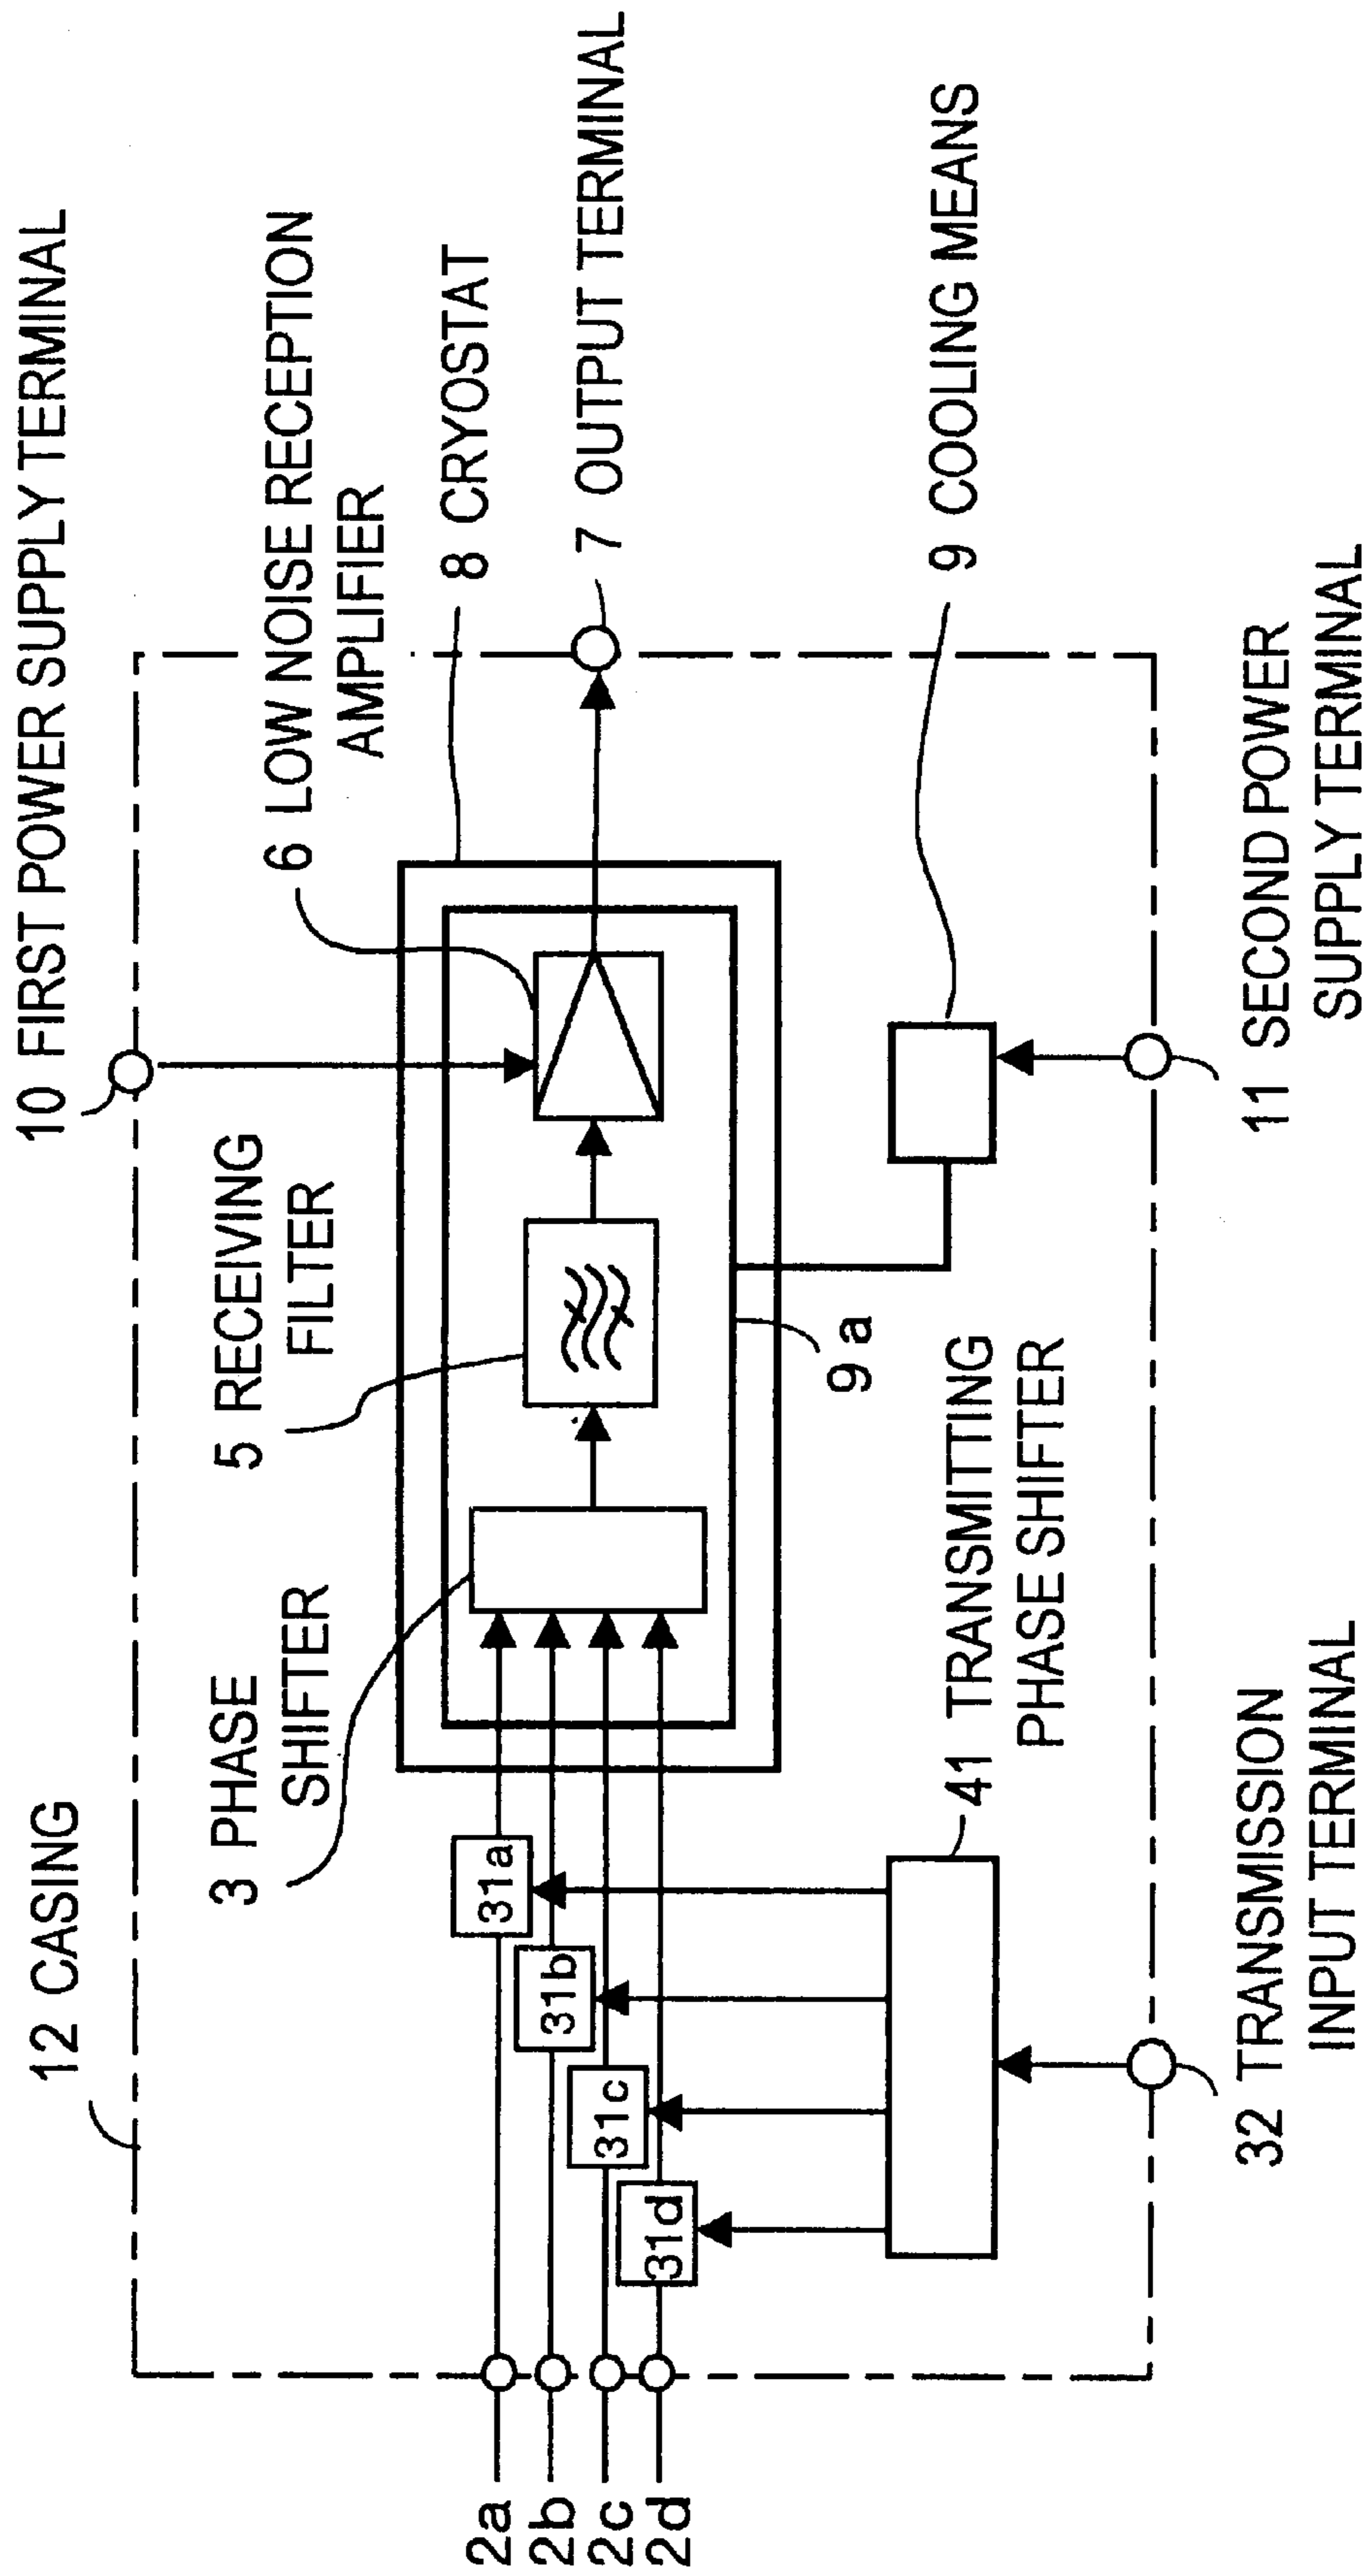 12 CASING
10 FIRST POWER SUPPLY TERMINAL
3 PHASE
SHIFTER
5 RECEIVING
FILTER
6 LOW NOISE RECEPTION
AMPLIFIER
8 CRYOSTAT
7 OUTPUT TERMINAL
9 COOLING MEANS
2a
2b
2c
2d
31a
31b
31c
31d
9a
41 TRANSMITTING
PHASE SHIFTER
32 TRANSMISSION
INPUT TERMINAL
11 SECOND POWER
SUPPLY TERMINAL